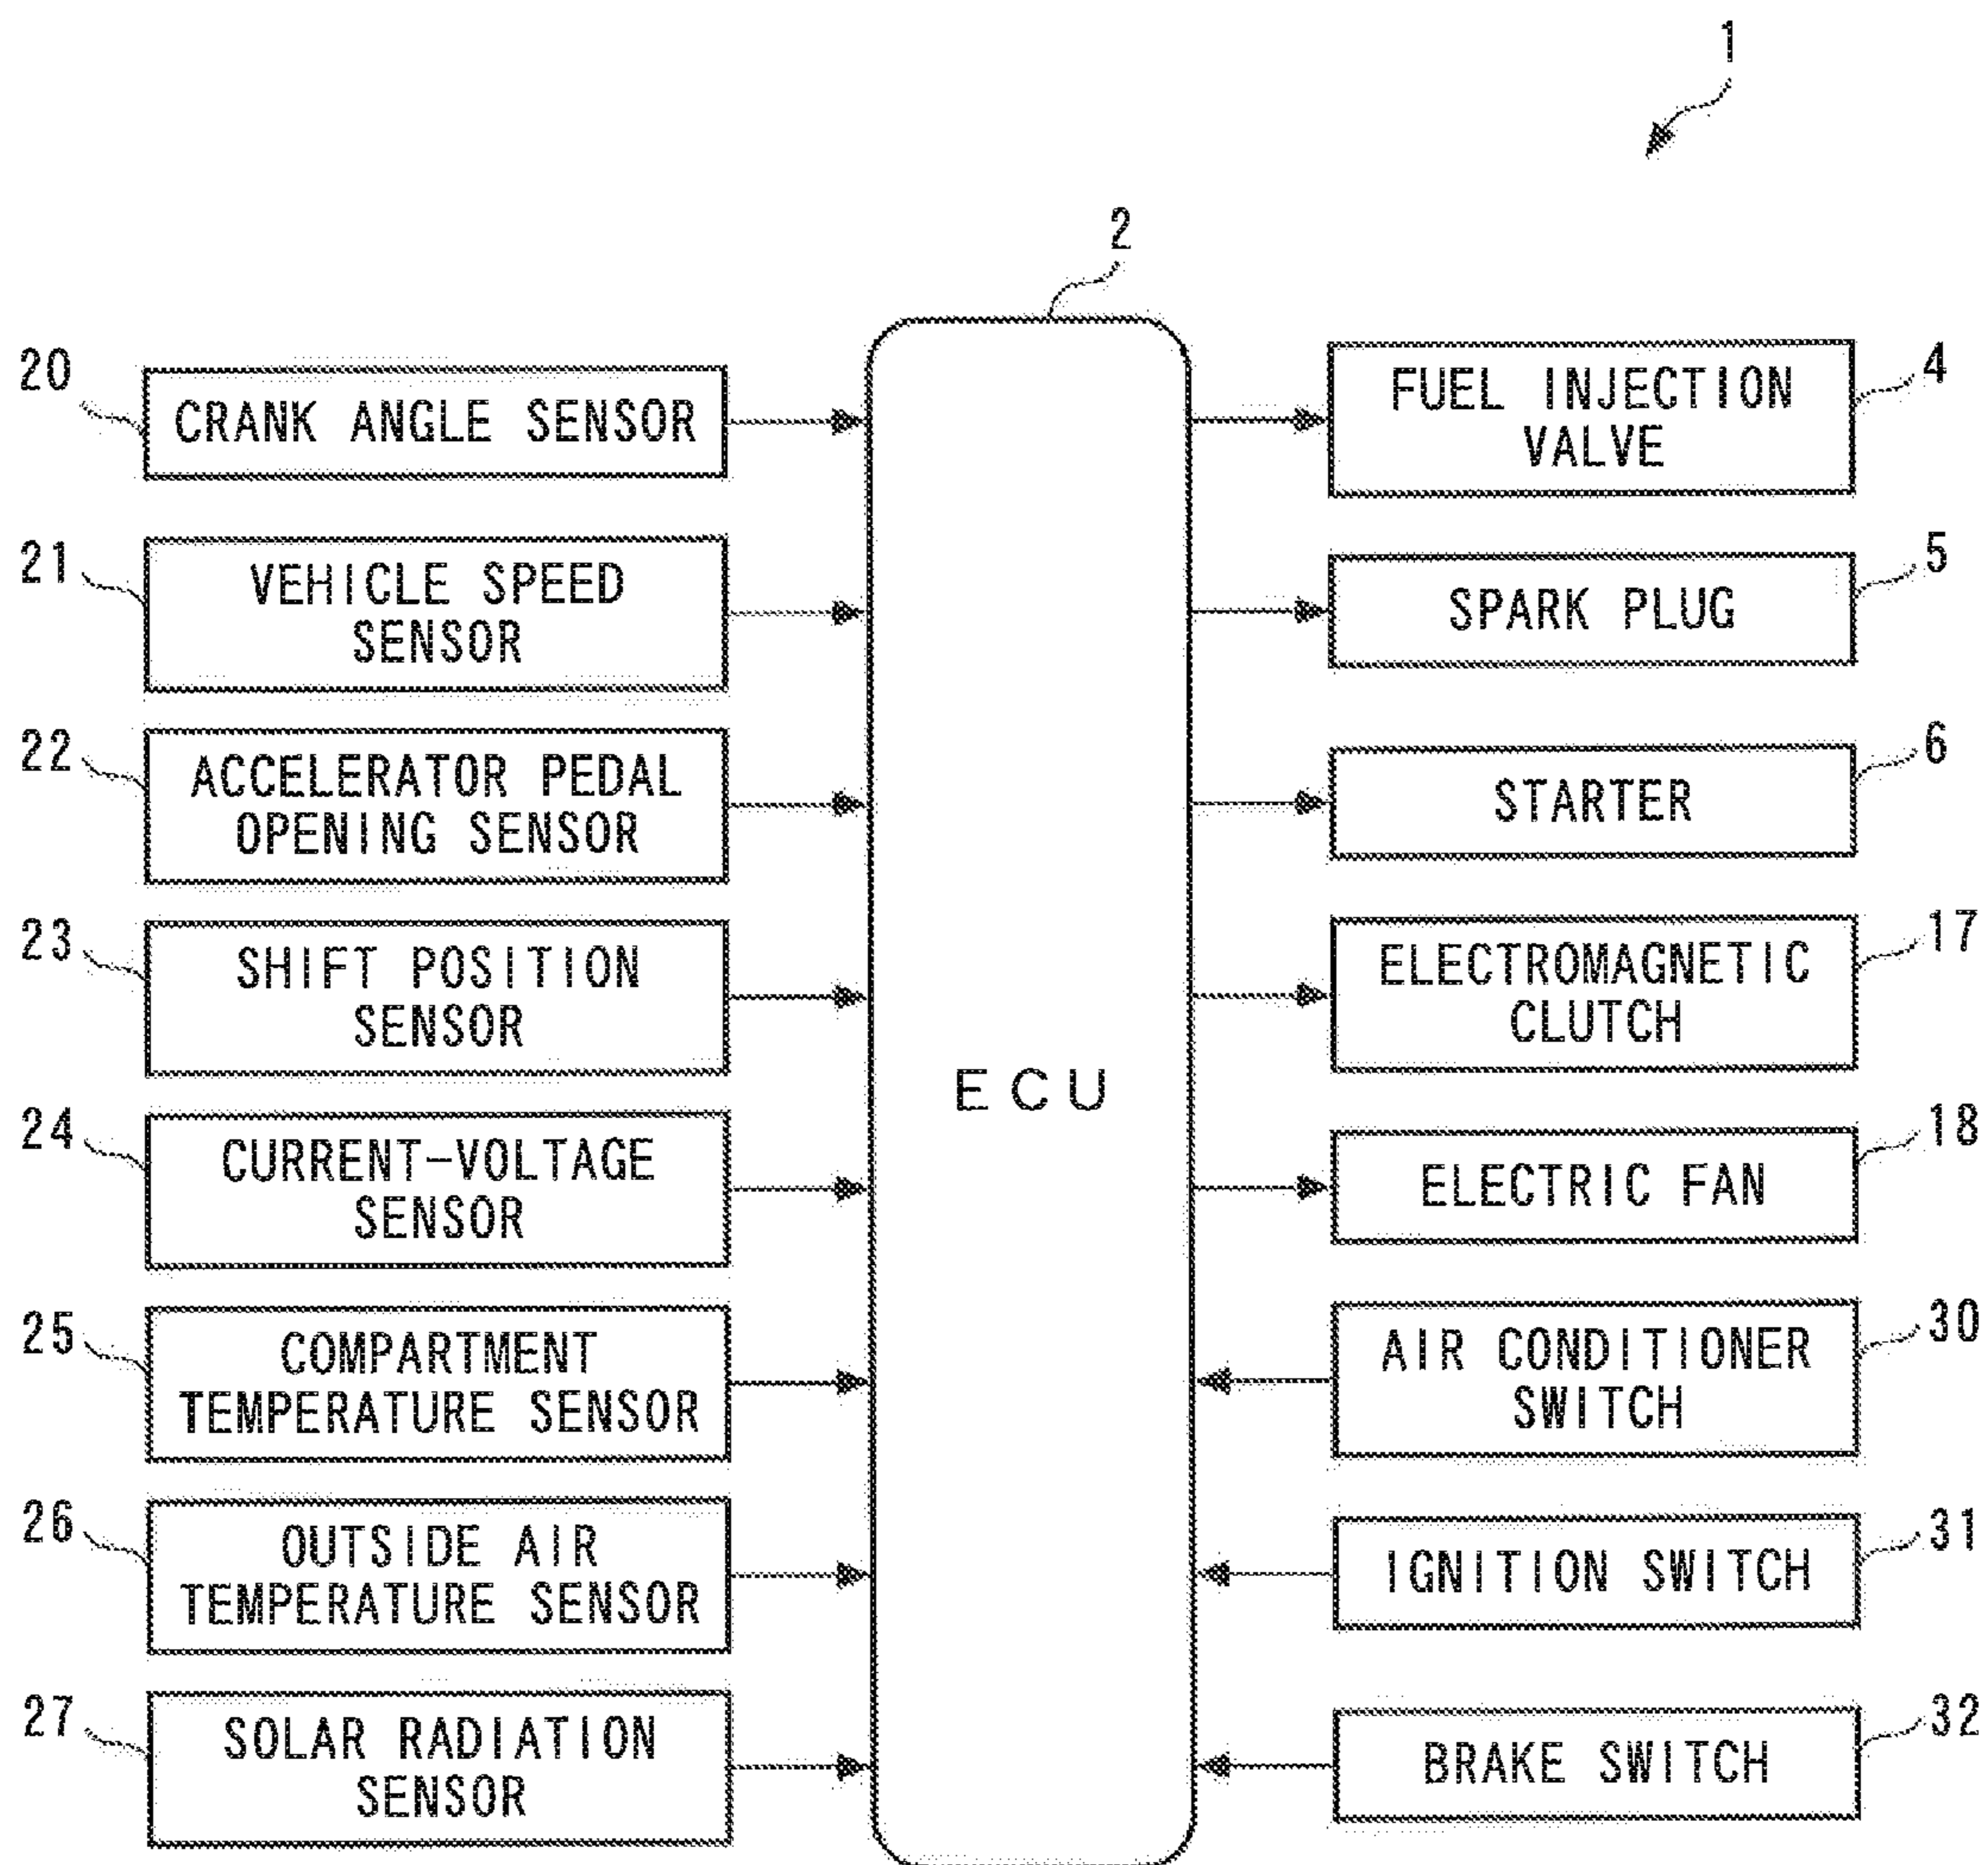 1
2
20
CRANK ANGLE SENSOR
21
VEHICLE SPEED
SENSOR
22
ACCELERATOR PEDAL
OPENING SENSOR
23
SHIFT POSITION
SENSOR
24
CURRENT-VOLTAGE
SENSOR
25
COMPARTMENT
TEMPERATURE SENSOR
26
OUTSIDE AIR
TEMPERATURE SENSOR
27
SOLAR RADIATION
SENSOR
ECU
FUEL INJECTION
VALVE
4
SPARK PLUG
5
STARTER
6
ELECTROMAGNETIC
CLUTCH
17
ELECTRIC FAN
18
AIR CONDITIONER
SWITCH
30
IGNITION SWITCH
31
BRAKE SWITCH
32